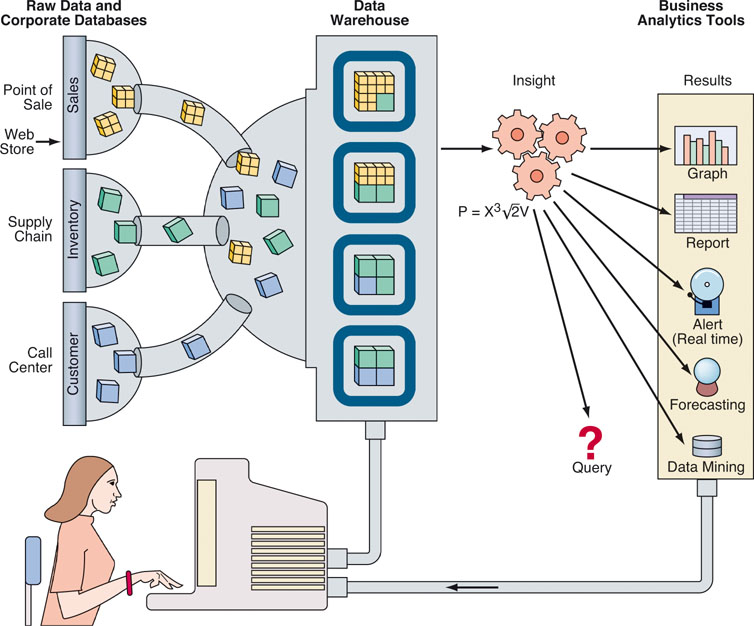 Raw Data and
Corporate Databases
Data
Warehouse
Business
Analytics Tools
Point of
Sale
Web
Store
Sales
Supply
Chain
Inventory
Call
Center
Customer
Insight
P = X³√2V
Results
Graph
Report
Alert
(Real time)
Forecasting
Data Mining
?
Query